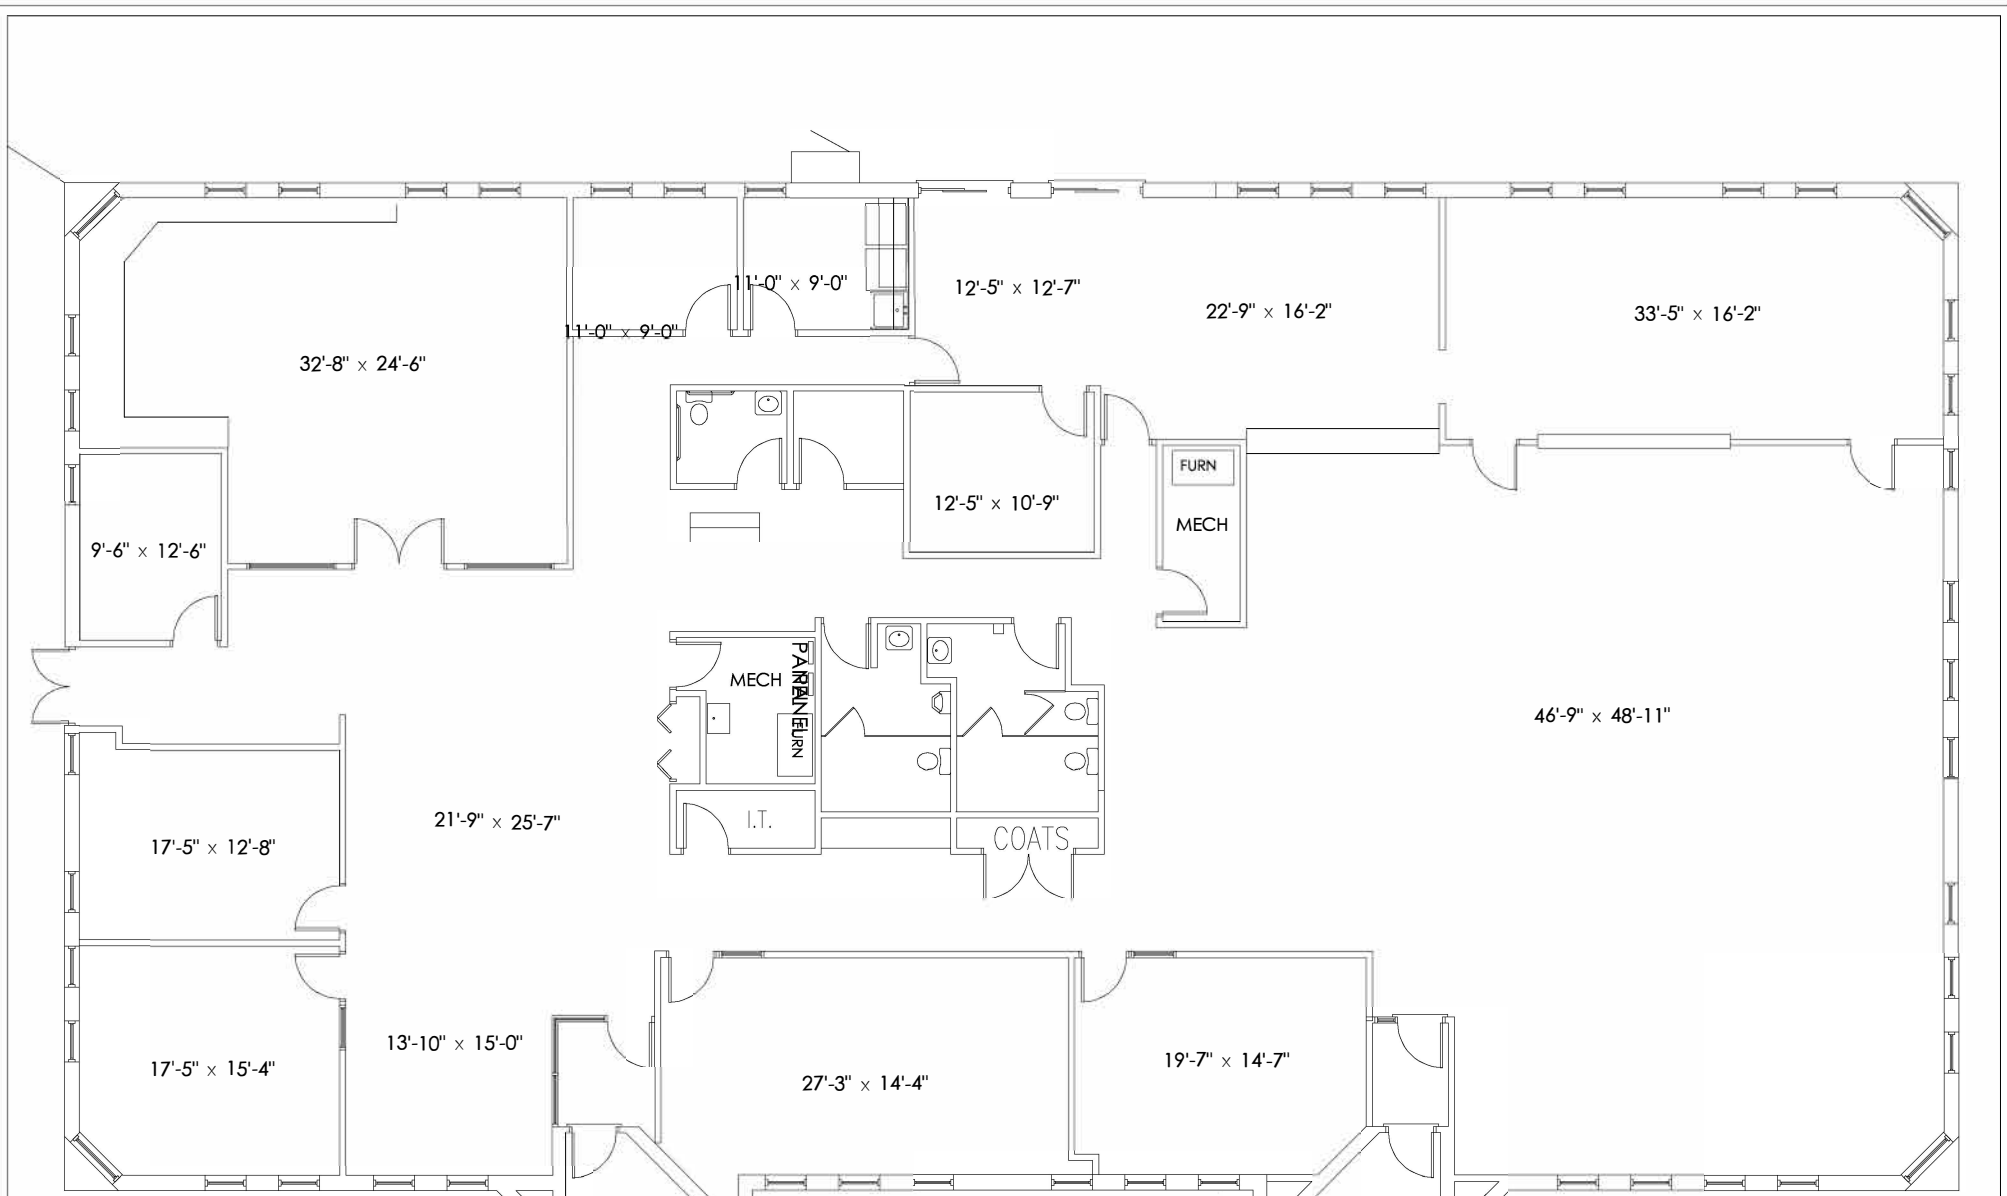 11'-0" x 9'-0"
12'-5" x 12'-7"
22'-9" x 16'-2"
33'-5" x 16'-2"
11'-0" x 9'-0"
32'-8" x 24'-6"
FURN
12'-5" x 10'-9"
MECH
9'-6" x 12'-6"
MECH
PANEL
PANEL
FURN
46'-9" x 48'-11"
21'-9" x 25'-7"
I.T.
COATS
17'-5" x 12'-8"
13'-10" x 15'-0"
19'-7" x 14'-7"
17'-5" x 15'-4"
27'-3" x 14'-4"